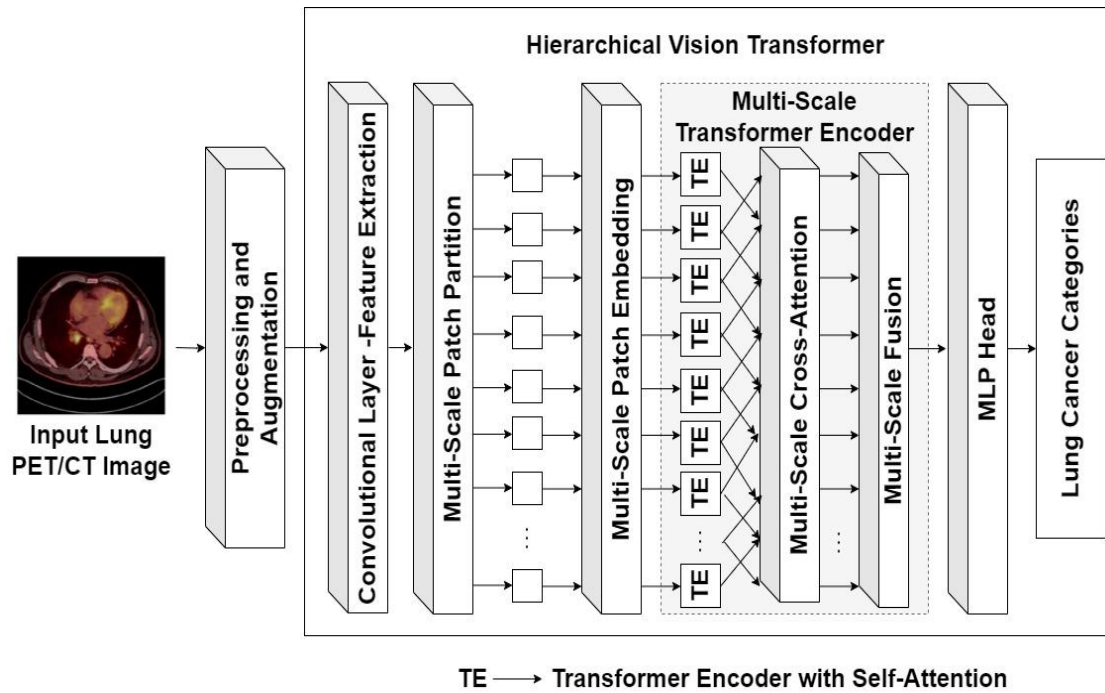 Hierarchical Vision Transformer
Input Lung
PET/CT Image
Preprocessing and
Augmentation
Convolutional Layer -Feature Extraction
Multi-Scale Patch Partition
Multi-Scale Patch Embedding
Multi-Scale
Transformer Encoder
TE
TE
TE
TE
TE
TE
TE
TE
Multi-Scale Cross-Attention
Multi-Scale Fusion
MLP Head
Lung Cancer Categories
TE → Transformer Encoder with Self-Attention